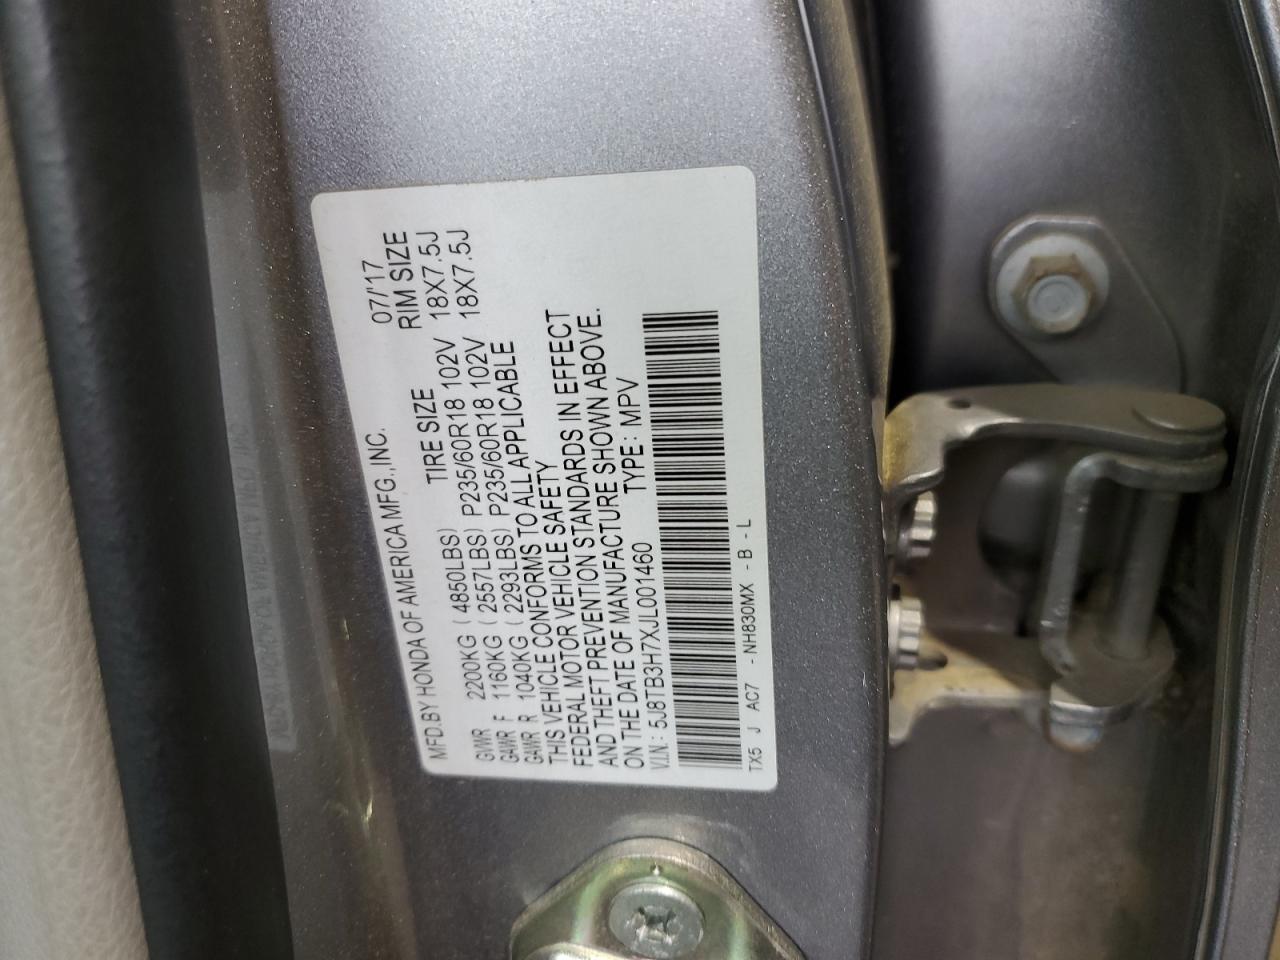 MFD.BY HONDA OF AMERICA MFG.,INC. 07/'17
TIRE SIZE RIM SIZE
GVWR 2200KG ( 4850LBS)
GAWR F 1160KG ( 2557LBS) P235/60R18 102V 18X7.5J
GAWR R 1040KG ( 2293LBS) P235/60R18 102V 18X7.5J
THIS VEHICLE CONFORMS TO ALL APPLICABLE
FEDERAL MOTOR VEHICLE SAFETY
AND THEFT PREVENTION STANDARDS IN EFFECT
ON THE DATE OF MANUFACTURE SHOWN ABOVE.
V.I.N.: 5J8TB3H7XJL001460 TYPE: MPV
TX5 J AC7 - NH830MX - B - L